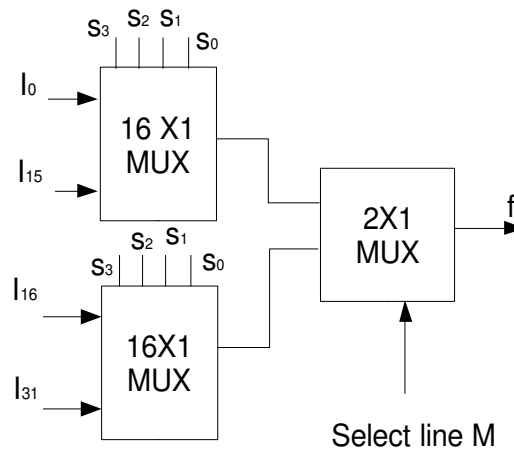 S3 S2 S1 S0
I0
16 X1
MUX
I15
2X1
MUX
f
S3 S2 S1 S0
I16
16X1
MUX
I31
Select line M